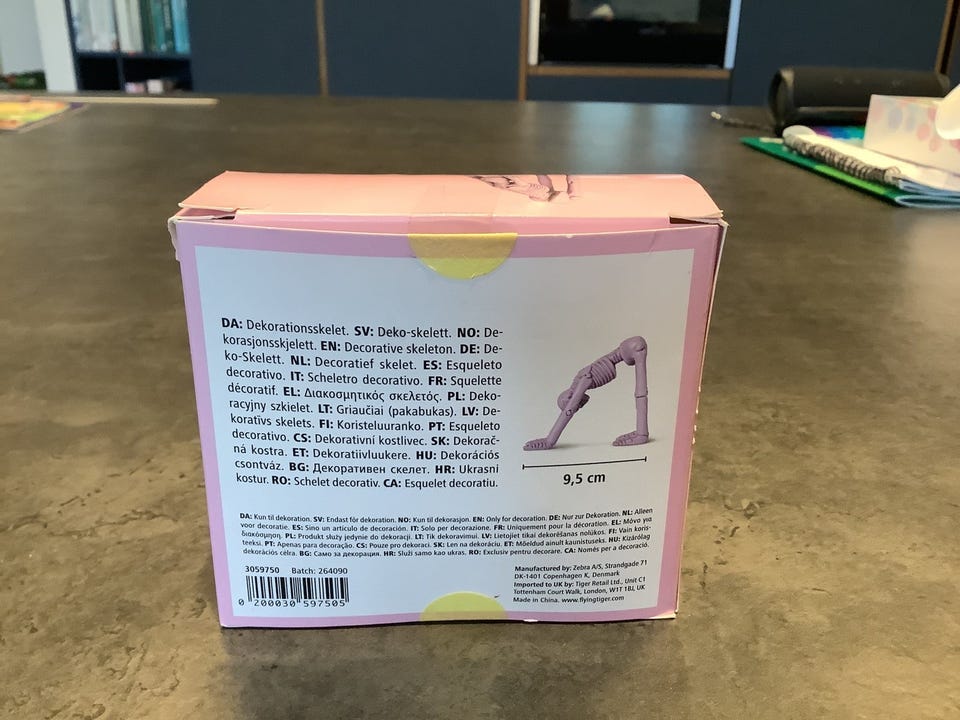 DA: Dekorationsskelet. SV: Deko-skelett. NO: De-
korasjonsskjelett. EN: Decorative skeleton. DE: De-
ko-Skelett. NL: Decoratief skelet. ES: Esqueleto
decorativo. IT: Scheletro decorativo. FR: Squelette
décoratif. EL: Διακοσμητικός σκελετός. PL: Deko-
racyjny szkielet. LT: Griaučiai (pakabukas). LV: De-
koratīvs skelets. FI: Koristeluuranko. PT: Esqueleto
decorativo. CS: Dekorativní kostlivec. SK: Dekorač-
ná kostra. ET: Dekoratiivluukere. HU: Dekorációs
csontváz. BG: Декоративен скелет. HR: Ukrasni
kostur. RO: Schelet decorativ. CA: Esquelet decoratiu.
9,5 cm
DA: Kun til dekoration. SV: Endast för dekoration. NO: Kun til dekorasjon. EN: Only for decoration. DE: Nur zur Dekoration. NL: Alleen
voor decoratie. ES: Sino un artículo de decoración. IT: Solo per decorazione. FR: Uniquement pour la décoration. EL: Μόνο για
διακόσμηση. PL: Produkt służy jedynie do dekoracji. LT: Tik dekoravimui. LV: Lietojiet tikai dekorēšanas nolūkos. FI: Vain koris-
teeksi. PT: Apenas para decoração. CS: Pouze pro dekoraci. SK: Len na dekoráciu. ET: Mõeldud ainult kaunistuseks. HU: Kizárólag
dekorációs célra. BG: Само за декорация. HR: Služi samo kao ukras. RO: Exclusiv pentru decorare. CA: Només per a decoració.
3059750 Batch: 264090
0 200030 597505
Manufactured by: Zebra A/S, Strandgade 71
DK-1401 Copenhagen K, Denmark
Imported to UK by: Tiger Retail Ltd., Unit C1
Tottenham Court Walk, London, W1T 1BJ, UK
Made in China. www.flyingtiger.com